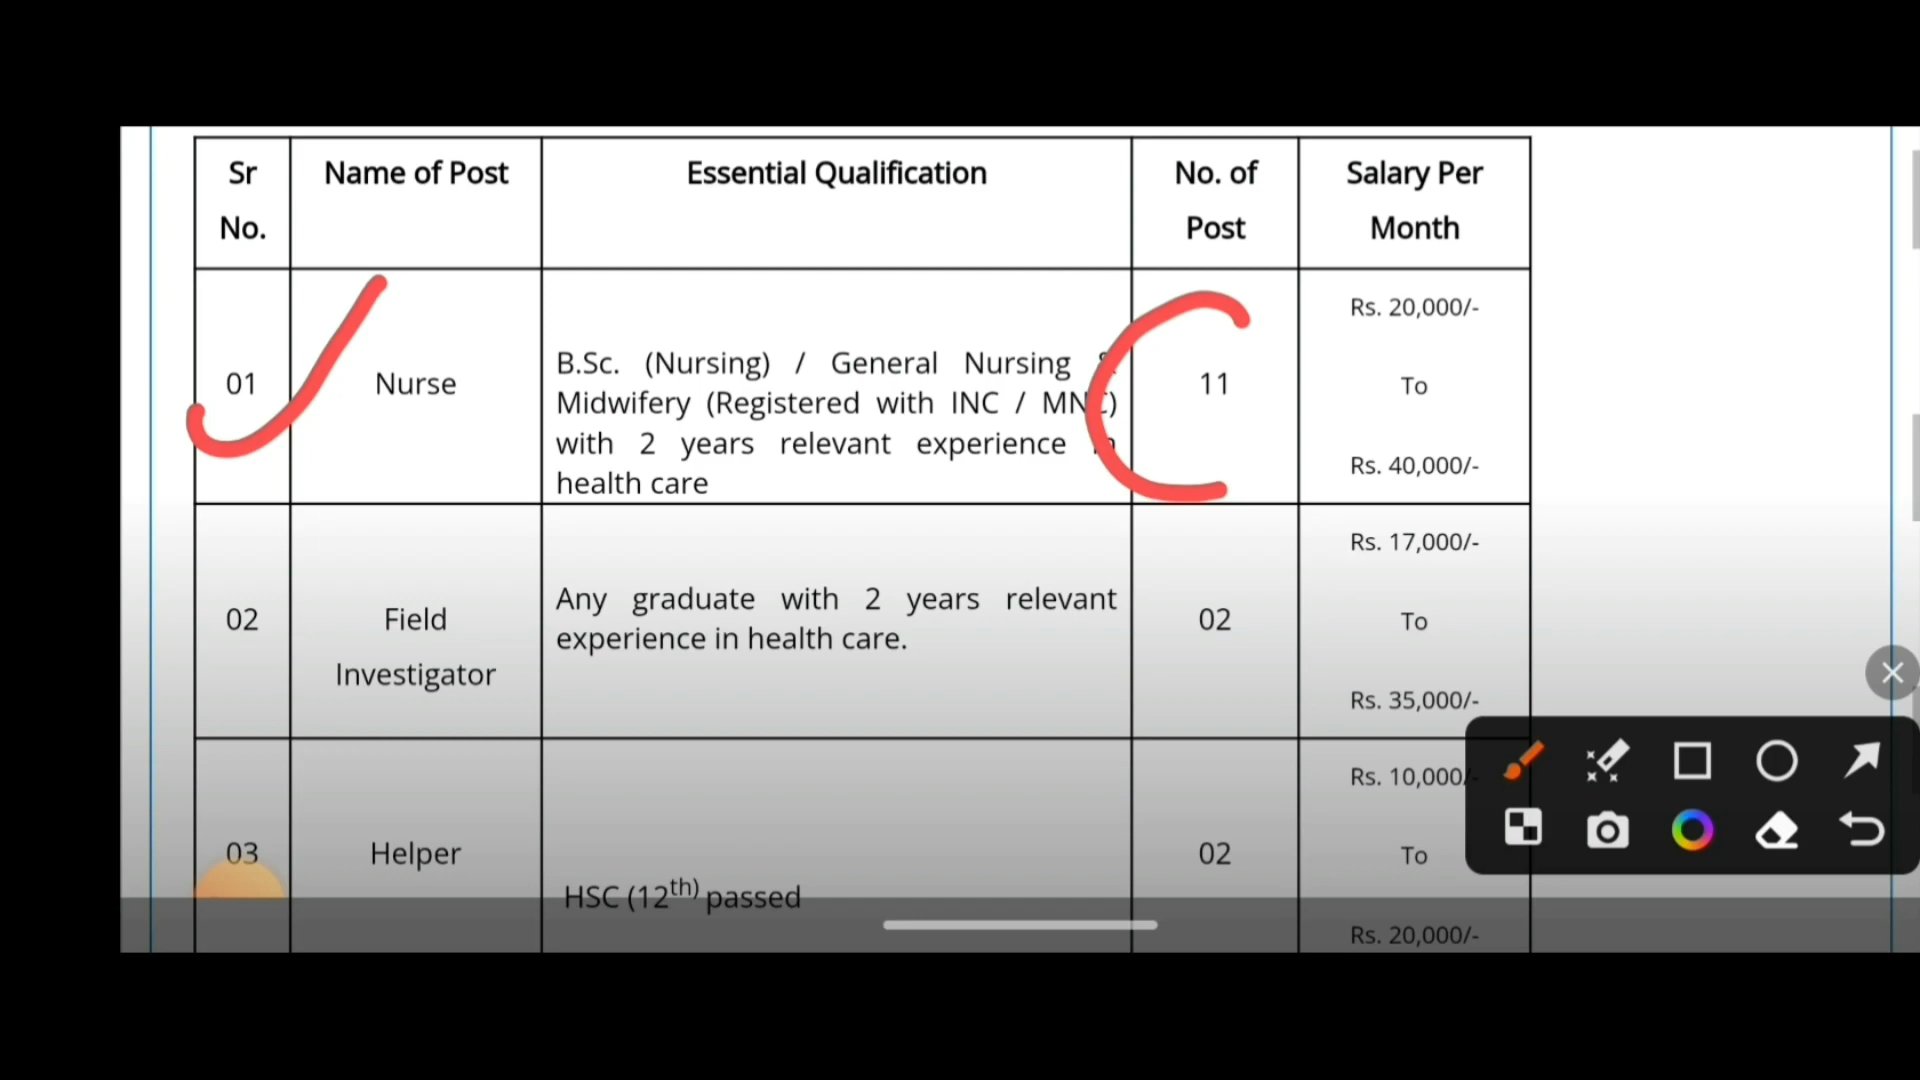 Sr
No.
Name of Post
Essential Qualification
No. of
Post
Salary Per
Month
01
Nurse
B.Sc. (Nursing) / General Nursing
Midwifery (Registered with INC / MNC)
with 2 years relevant experience
health care
11
Rs. 20,000/-
To
Rs. 40,000/-
02
Field
Investigator
Any graduate with 2 years relevant
experience in health care.
02
Rs. 17,000/-
To
Rs. 35,000/-
03
Helper
HSC (12th) passed
02
Rs. 10,000/-
To
Rs. 20,000/-